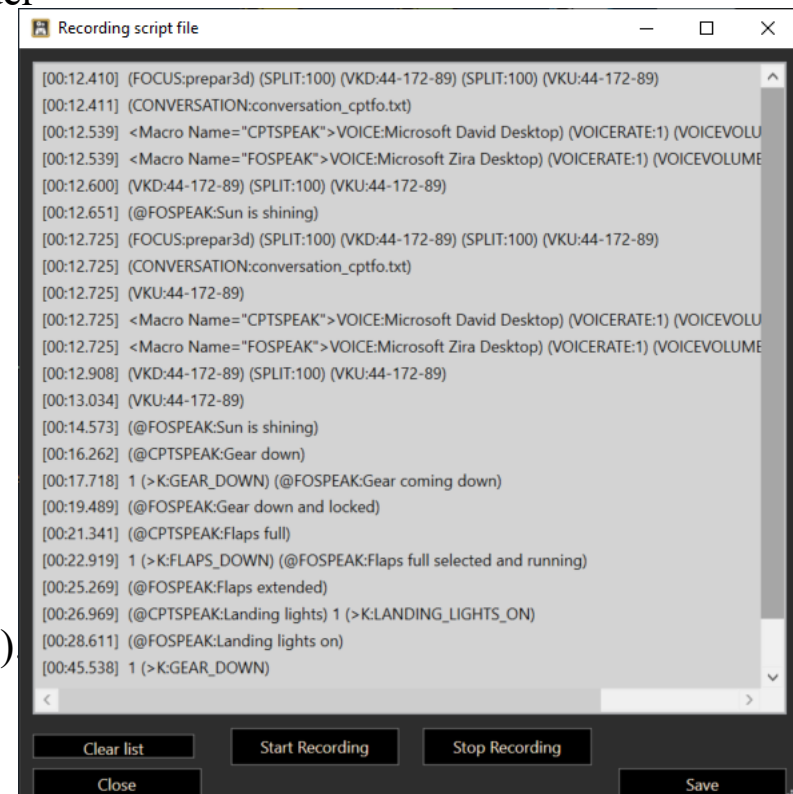 Recording script file
[00:12.410] (FOCUS:prepar3d) (SPLIT:100) (VKD:44-172-89) (SPLIT:100) (VKU:44-172-89)
[00:12.411] (CONVERSATION:conversation_cptfo.txt)
[00:12.539] <Macro Name="CPTSPEAK">VOICE:Microsoft David Desktop) (VOICERATE:1) (VOICEVOLU
[00:12.539] <Macro Name="FOSPEAK">VOICE:Microsoft Zira Desktop) (VOICERATE:1) (VOICEVOLUME
[00:12.600] (VKD:44-172-89) (SPLIT:100) (VKU:44-172-89)
[00:12.651] (@FOSPEAK:Sun is shining)
[00:12.725] (FOCUS:prepar3d) (SPLIT:100) (VKD:44-172-89) (SPLIT:100) (VKU:44-172-89)
[00:12.725] (CONVERSATION:conversation_cptfo.txt)
[00:12.725] (VKU:44-172-89)
[00:12.725] <Macro Name="CPTSPEAK">VOICE:Microsoft David Desktop) (VOICERATE:1) (VOICEVOLU
[00:12.725] <Macro Name="FOSPEAK">VOICE:Microsoft Zira Desktop) (VOICERATE:1) (VOICEVOLUME
[00:12.908] (VKD:44-172-89) (SPLIT:100) (VKU:44-172-89)
[00:13.034] (VKU:44-172-89)
[00:14.573] (@FOSPEAK:Sun is shining)
[00:16.262] (@CPTSPEAK:Gear down)
[00:17.718] 1 (>K:GEAR_DOWN) (@FOSPEAK:Gear coming down)
[00:19.489] (@FOSPEAK:Gear down and locked)
[00:21.341] (@CPTSPEAK:Flaps full)
[00:22.919] 1 (>K:FLAPS_DOWN) (@FOSPEAK:Flaps full selected and running)
[00:25.269] (@FOSPEAK:Flaps extended)
[00:26.969] (@CPTSPEAK:Landing lights) 1 (>K:LANDING_LIGHTS_ON)
[00:28.611] (@FOSPEAK:Landing lights on)
[00:45.538] 1 (>K:GEAR_DOWN)
).
Clear list
Start Recording
Stop Recording
Close
Save